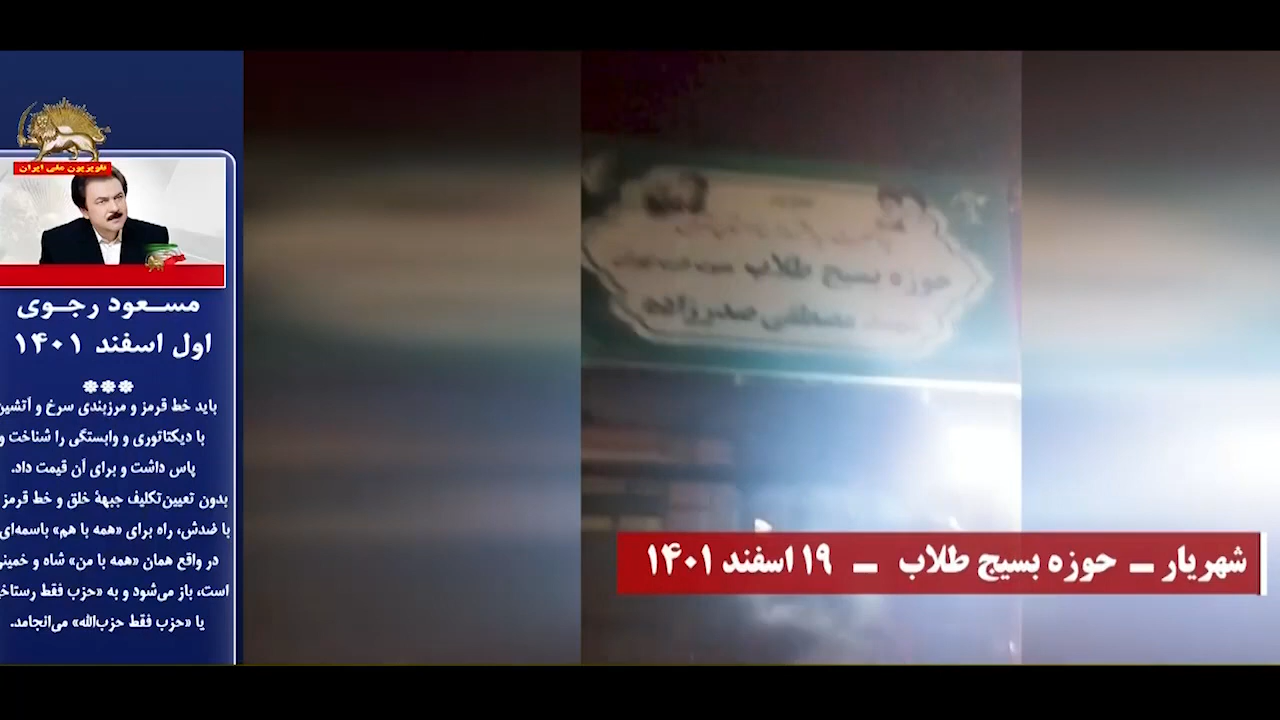 تلویزیون ملی ایران
مسعود رجوی
اول اسفند ۱۴۰۱
***
باید خط قرمز و مرزبندی سرخ و آتشین
با دیکتاتوری و وابستگی را شناخت و
پاس داشت و برای آن قیمت داد.
بدون تعیین‌تکلیف جبههٔ خلق و خط قرمز
با ضدش، راه برای «همه با هم» باسمه‌ای
در واقع همان «همه با من» شاه و خمینی
است، باز می‌شود و به «حزب فقط رستاخیـ
یا «حزب فقط حزب‌الله» می‌انجامد.
حوزه بسیج طلاب
مصطفی صدرزاده
شهریار – حوزه بسیج طلاب – ۱۹ اسفند ۱۴۰۱